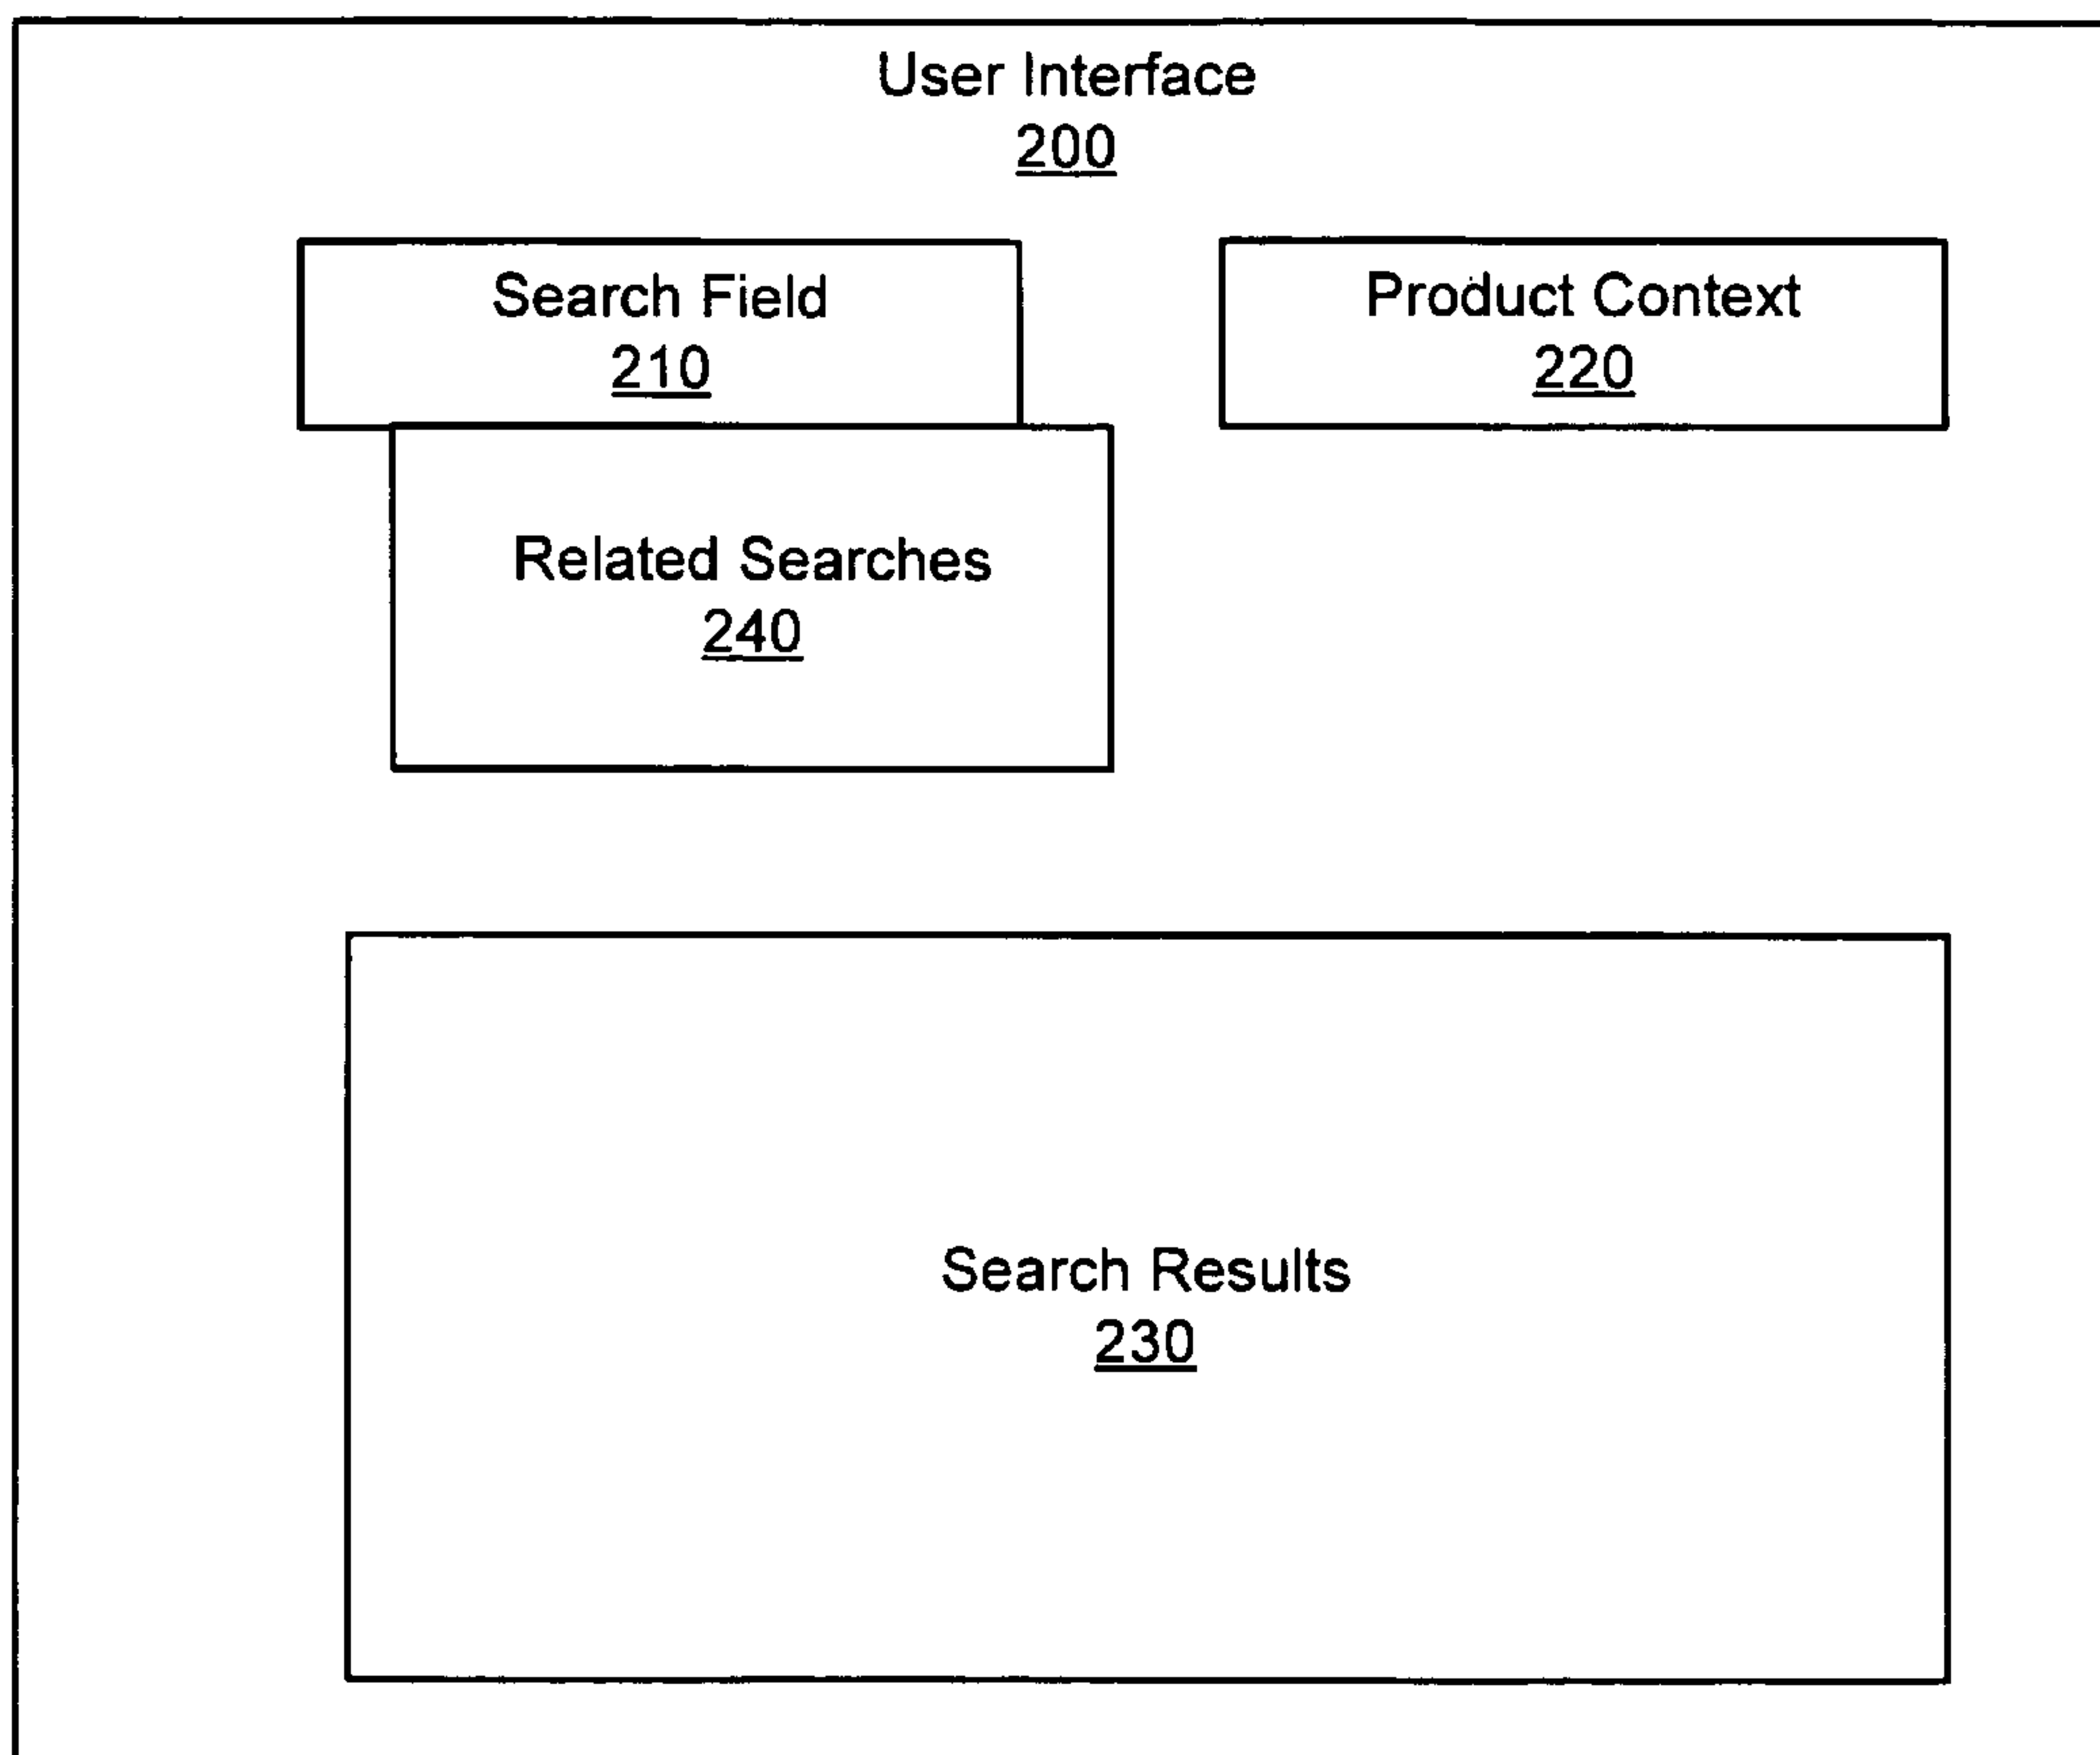 User Interface
200
Search Field
210
Product Context
220
Related Searches
240
Search Results
230